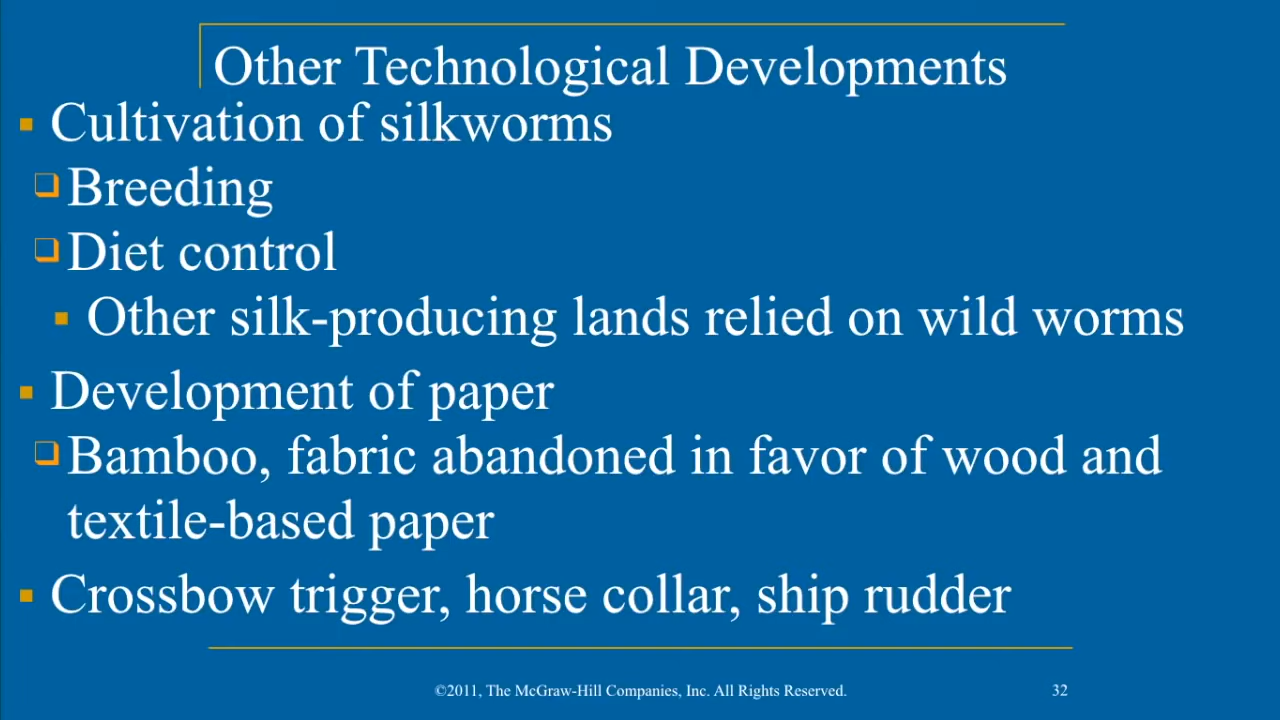 Other Technological Developments
Cultivation of silkworms
Breeding
Diet control
Other silk-producing lands relied on wild worms
Development of paper
Bamboo, fabric abandoned in favor of wood and
textile-based paper
Crossbow trigger, horse collar, ship rudder
©2011, The McGraw-Hill Companies, Inc. All Rights Reserved.
32